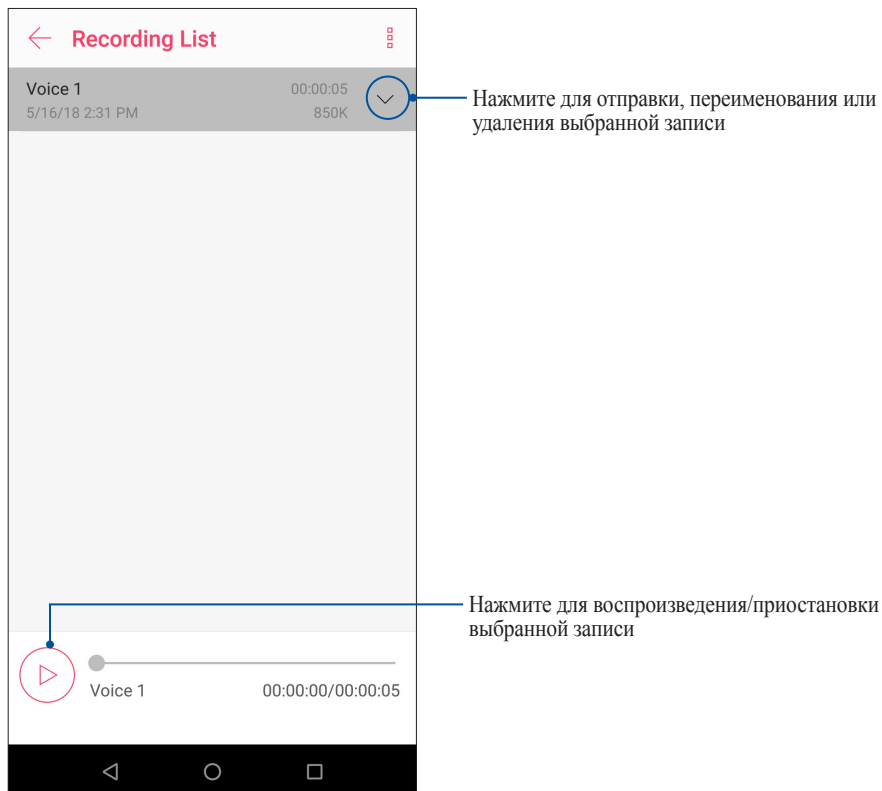 Recording List
Voice 1 00:00:05
5/16/18 2:31 PM 850K
Нажмите для отправки, переименования или
удаления выбранной записи
Нажмите для воспроизведения/приостановки
выбранной записи
Voice 1 00:00:00/00:00:05